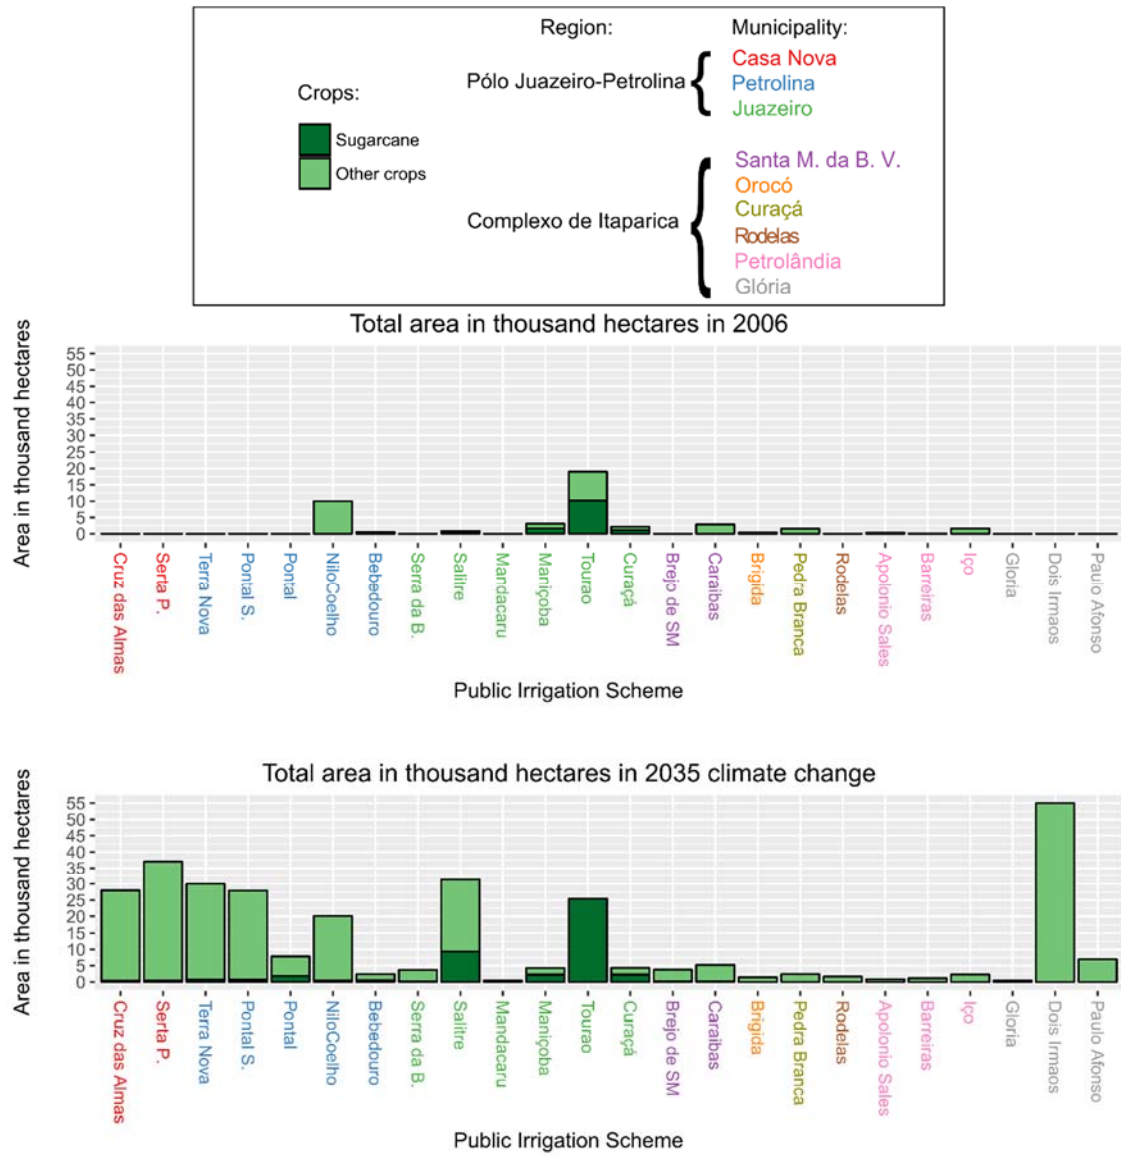 Region:
Municipality:
Crops:
Sugarcane
Other crops
Pólo Juazeiro-Petrolina
Casa Nova
Petrolina
Juazeiro
Complexo de Itaparica
Santa M. da B. V.
Orocó
Curaçá
Rodelas
Petrolândia
Glória
Total area in thousand hectares in 2006
Area in thousand hectares
55
50
45
40
35
30
25
20
15
10
5
0
Cruz das Almas
Serta P.
Terra Nova
Pontal S.
Pontal
NiloCoelho
Bebedouro
Serra da B.
Salitre
Mandacaru
Maniçoba
Tourao
Curaçá
Brejo de SM
Caraibas
Brigida
Pedra Branca
Rodelas
Apolonio Sales
Barreiras
Iço
Gloria
Dois Irmaos
Paulo Afonso
Public Irrigation Scheme
Total area in thousand hectares in 2035 climate change
Area in thousand hectares
55
50
45
40
35
30
25
20
15
10
5
0
Cruz das Almas
Serta P.
Terra Nova
Pontal S.
Pontal
NiloCoelho
Bebedouro
Serra da B.
Salitre
Mandacaru
Maniçoba
Tourao
Curaçá
Brejo de SM
Caraibas
Brigida
Pedra Branca
Rodelas
Apolonio Sales
Barreiras
Iço
Gloria
Dois Irmaos
Paulo Afonso
Public Irrigation Scheme